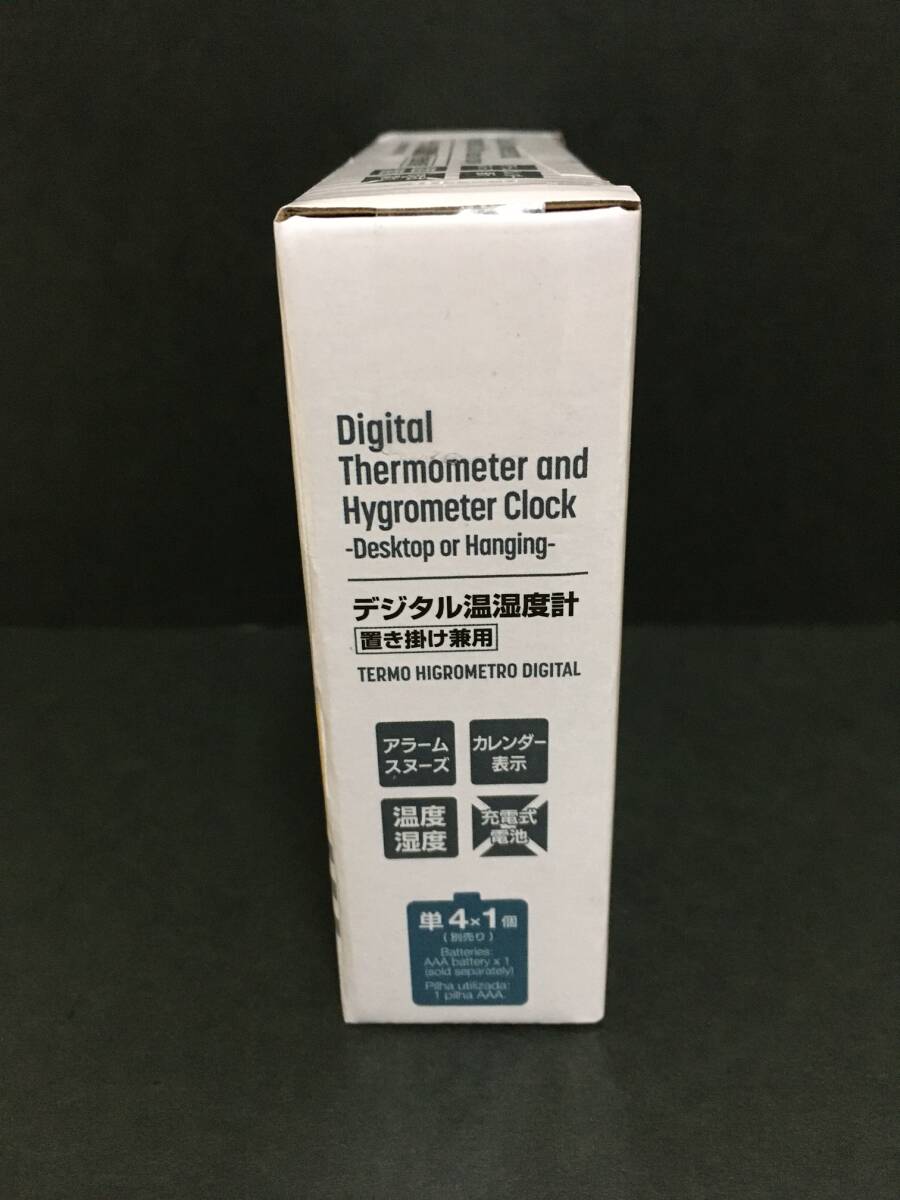 Digital
Thermometer and
Hygrometer Clock
-Desktop or Hanging-
デジタル温湿度計
置き掛け兼用
TERMO HIGROMETRO DIGITAL
アラーム
スヌーズ
カレンダー
表示
温度
湿度
充電式
電池
単4×1個
(別売り)
Batteries:
AAA battery x 1
(sold separately)
Pilha utilizada:
1 pilha AAA.